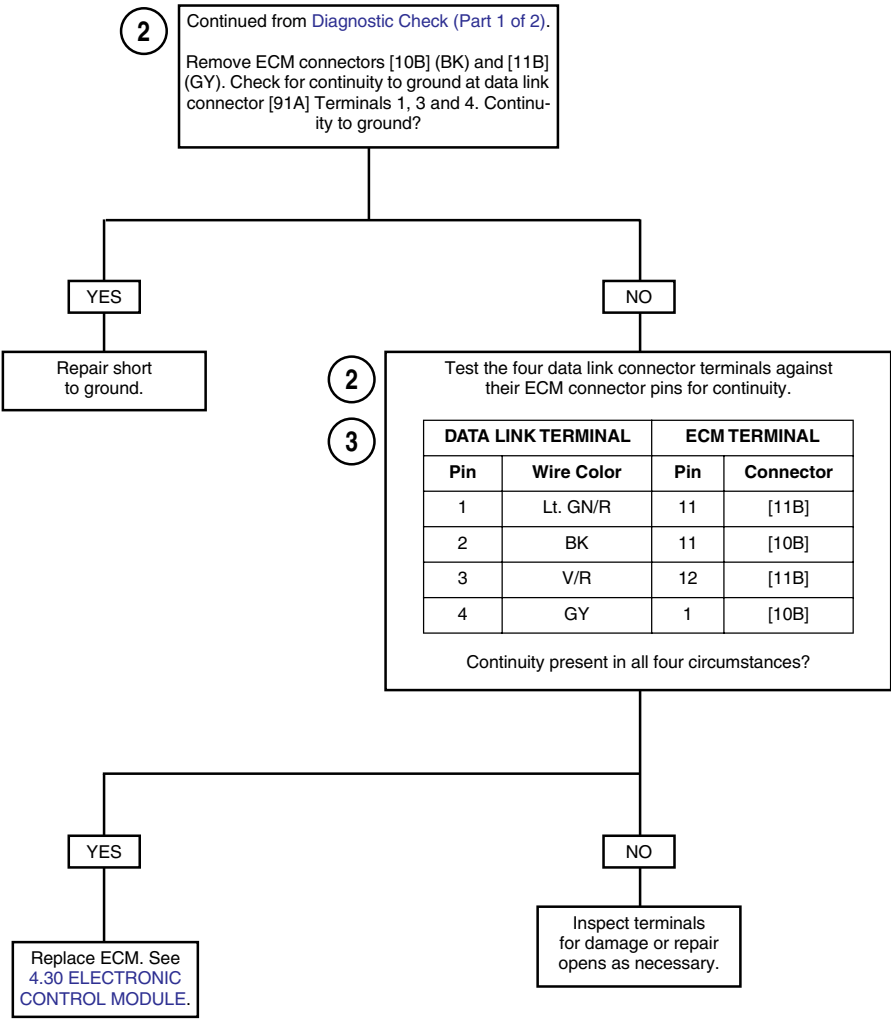 2
Continued from Diagnostic Check (Part 1 of 2).
Remove ECM connectors [10B] (BK) and [11B]
(GY). Check for continuity to ground at data link
connector [91A] Terminals 1, 3 and 4. Continu-
ity to ground?
YES
NO
Repair short
to ground.
2
3
Test the four data link connector terminals against
their ECM connector pins for continuity.
DATA LINK TERMINAL ECM TERMINAL
Pin Wire Color Pin Connector
1 Lt. GN/R 11 [11B]
2 BK 11 [10B]
3 V/R 12 [11B]
4 GY 1 [10B]
Continuity present in all four circumstances?
YES
NO
Replace ECM. See
4.30 ELECTRONIC
CONTROL MODULE.
Inspect terminals
for damage or repair
opens as necessary.